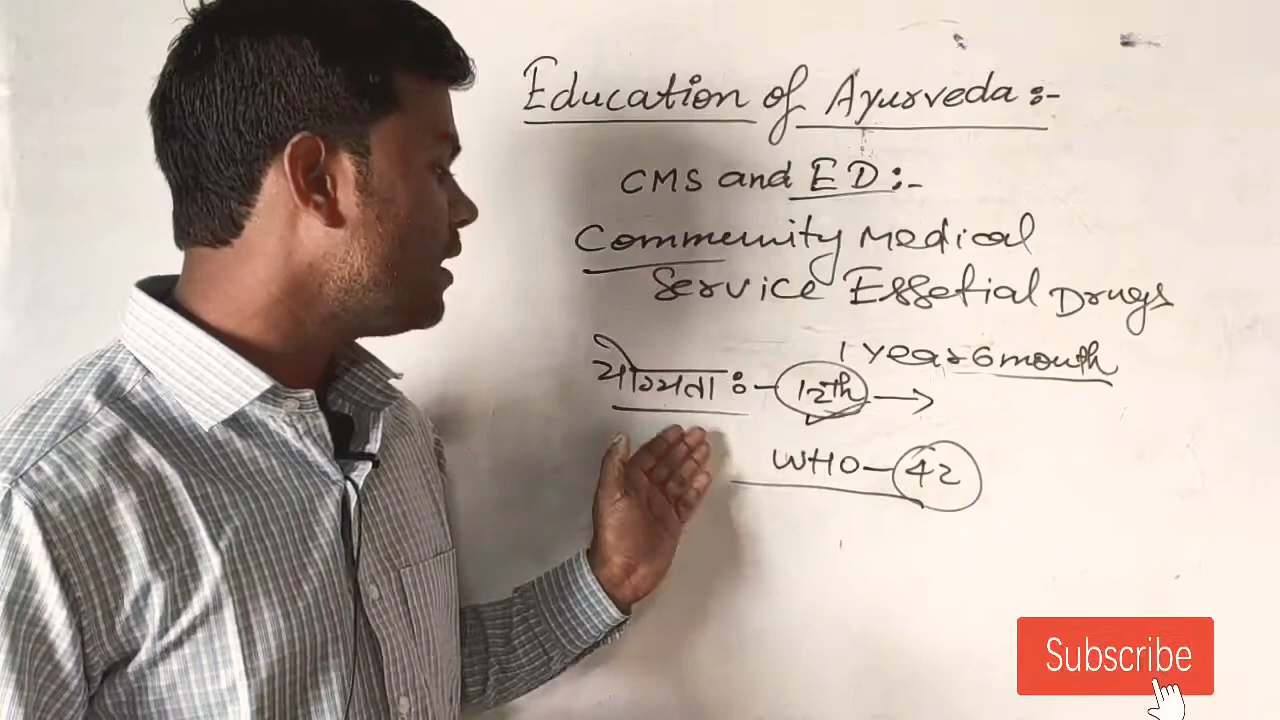 Education of Ayurveda :-
CMS and ED :-
Community Medical
Service Essetial Drugs
1 year 6 mouth
योग्यता :- 12th →
WHO - 42
Subscribe